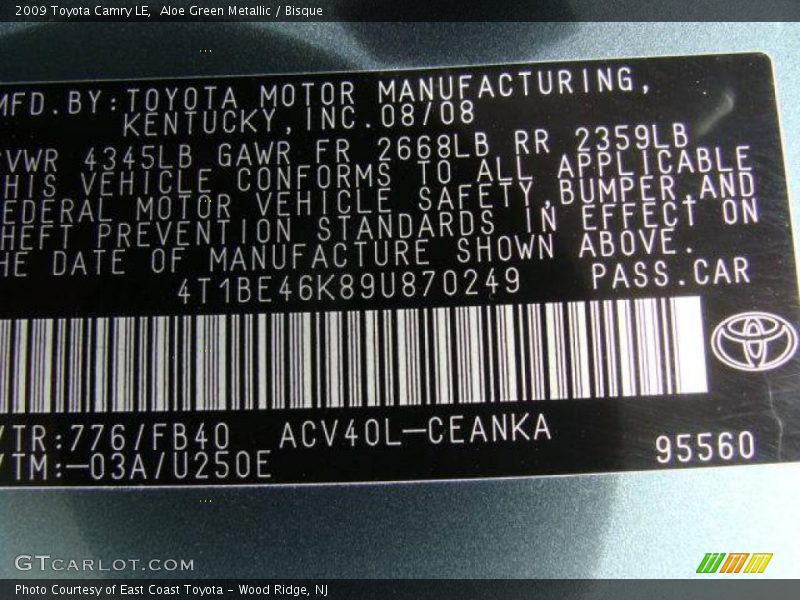 2009 Toyota Camry LE,  Aloe Green Metallic / Bisque
MFD.BY:TOYOTA MOTOR MANUFACTURING,
KENTUCKY,INC.08/08
GVWR 4345LB GAWR FR 2668LB RR 2359LB
THIS VEHICLE CONFORMS TO ALL APPLICABLE
FEDERAL MOTOR VEHICLE SAFETY,BUMPER,AND
THEFT PREVENTION STANDARDS IN EFFECT ON
THE DATE OF MANUFACTURE SHOWN ABOVE.
4T1BE46K89U870249 PASS.CAR
/TR:776/FB40 ACV40L-CEANKA
/TM:-03A/U250E 95560
GTCARLOT.COM
Photo Courtesy of East Coast Toyota - Wood Ridge, NJ